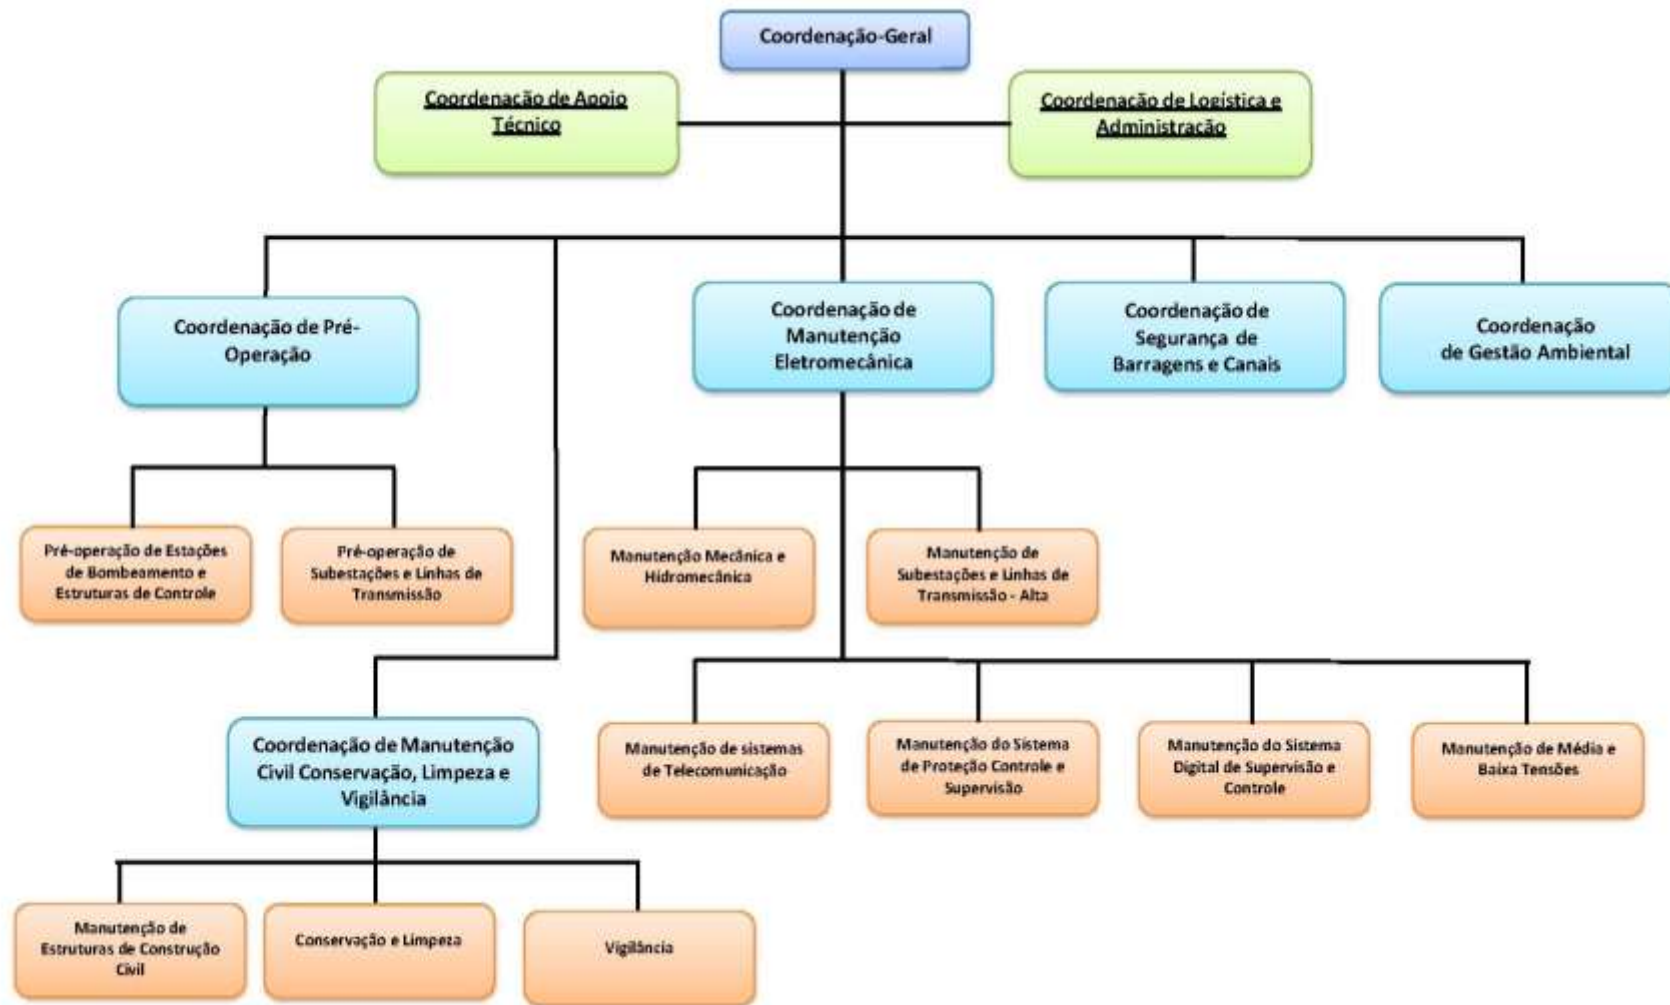 Coordenação-Geral
Coordenação de Apoio
Técnico
Coordenação de Logística e
Administração
Coordenação de Pré-
Operação
Coordenação de
Manutenção
Eletromecânica
Coordenação de
Segurança de
Barragens e Canais
Coordenação
de Gestão Ambiental
Pré-operação de Estações
de Bombeamento e
Estruturas de Controle
Pré-operação de
Subestações e Linhas de
Transmissão
Manutenção Mecânica e
Hidromecânica
Manutenção de
Subestações e Linhas de
Transmissão - Alta
Coordenação de Manutenção
Civil Conservação, Limpeza e
Vigilância
Manutenção de sistemas
de Telecomunicação
Manutenção do Sistema
de Proteção Controle e
Supervisão
Manutenção do Sistema
Digital de Supervisão e
Controle
Manutenção de Média e
Baixa Tensões
Manutenção de
Estruturas de Construção
Civil
Conservação e Limpeza
Vigilância